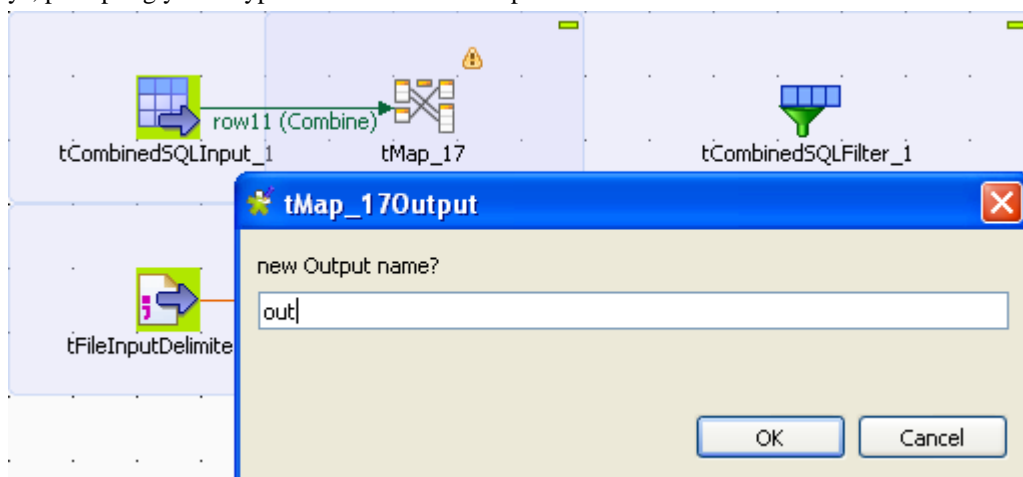 row11 (Combine)
tCombinedSQLInput_1
tMap_17
tCombinedSQLFilter_1
tMap_17Output
new Output name?
out
tFileInputDelimite
OK
Cancel